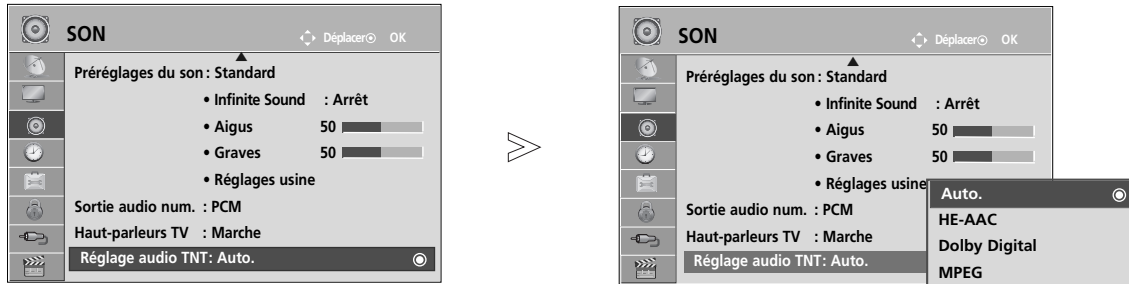 SON
Déplacer OK
Préréglages du son : Standard
• Infinite Sound : Arrêt
• Aigus 50
• Graves 50
• Réglages usine
Sortie audio num. : PCM
Haut-parleurs TV : Marche
Réglage audio TNT: Auto.
SON
Déplacer OK
Préréglages du son : Standard
• Infinite Sound : Arrêt
• Aigus 50
• Graves 50
• Réglages usine
Sortie audio num. : PCM
Haut-parleurs TV : Marche
Réglage audio TNT: Auto.
Auto.
HE-AAC
Dolby Digital
MPEG